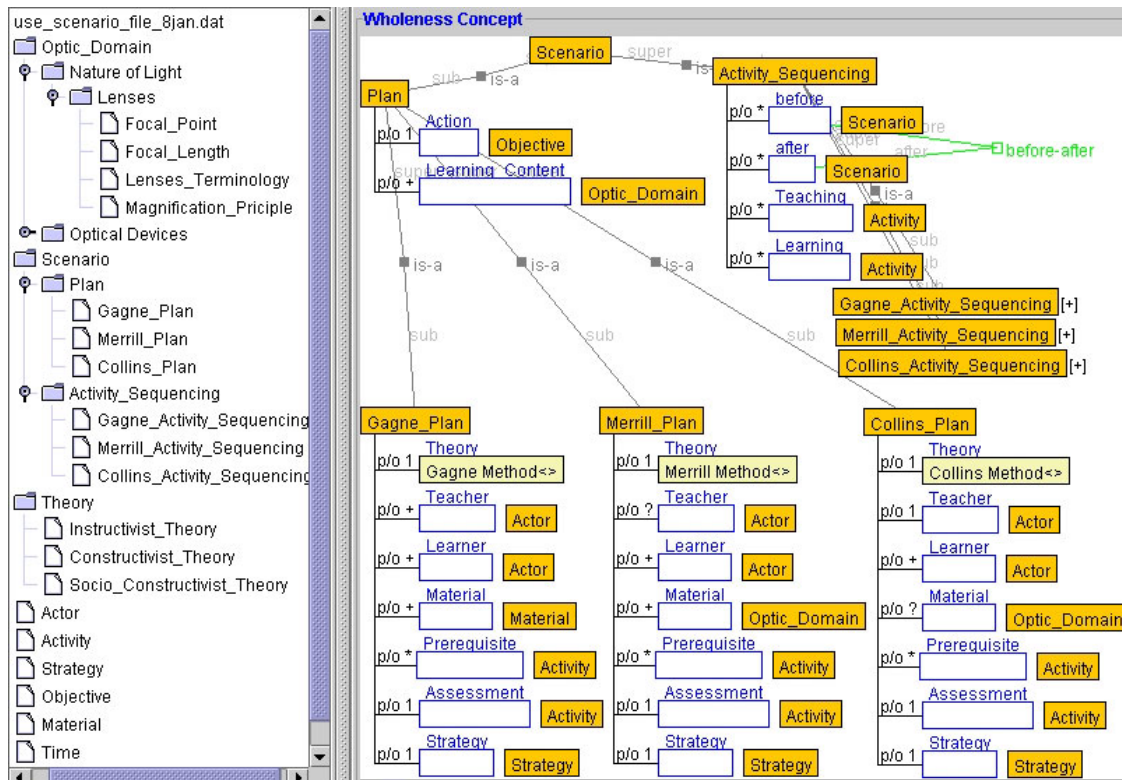 use_scenario_file_8jan.dat
Optic_Domain
Nature of Light
Lenses
Focal_Point
Focal_Length
Lenses_Terminology
Magnification_Priciple
Optical Devices
Scenario
Plan
Gagne_Plan
Merrill_Plan
Collins_Plan
Activity_Sequencing
Gagne_Activity_Sequencing
Merrill_Activity_Sequencing
Collins_Activity_Sequencing
Theory
Instructivist_Theory
Constructivist_Theory
Socio_Constructivist_Theory
Actor
Activity
Strategy
Objective
Material
Time
Wholeness Concept
Scenario
sub
is-a
super
is-
Activity_Sequencing
Plan
p/o 1 Action
Objective
p/o + Learning_Content
Optic_Domain
super
p/o * before
Scenario
p/o * after
Scenario
super
after
before-after
is-a
p/o * Teaching
Activity
p/o * Learning
Activity
sub
sub
Gagne_Activity_Sequencing [+]
Merrill_Activity_Sequencing [+]
Collins_Activity_Sequencing [+]
is-a
is-a
is-a
sub
sub
sub
Gagne_Plan
p/o 1 Theory
Gagne Method<>
p/o + Teacher
Actor
p/o + Learner
Actor
p/o + Material
Material
p/o * Prerequisite
Activity
p/o 1 Assessment
Activity
p/o 1 Strategy
Strategy
Merrill_Plan
p/o 1 Theory
Merrill Method<>
p/o ? Teacher
Actor
p/o + Learner
Actor
p/o + Material
Optic_Domain
p/o * Prerequisite
Activity
p/o 1 Assessment
Activity
p/o 1 Strategy
Strategy
Collins_Plan
p/o 1 Theory
Collins Method<>
p/o 1 Teacher
Actor
p/o + Learner
Actor
p/o ? Material
Optic_Domain
p/o * Prerequisite
Activity
p/o 1 Assessment
Activity
p/o 1 Strategy
Strategy